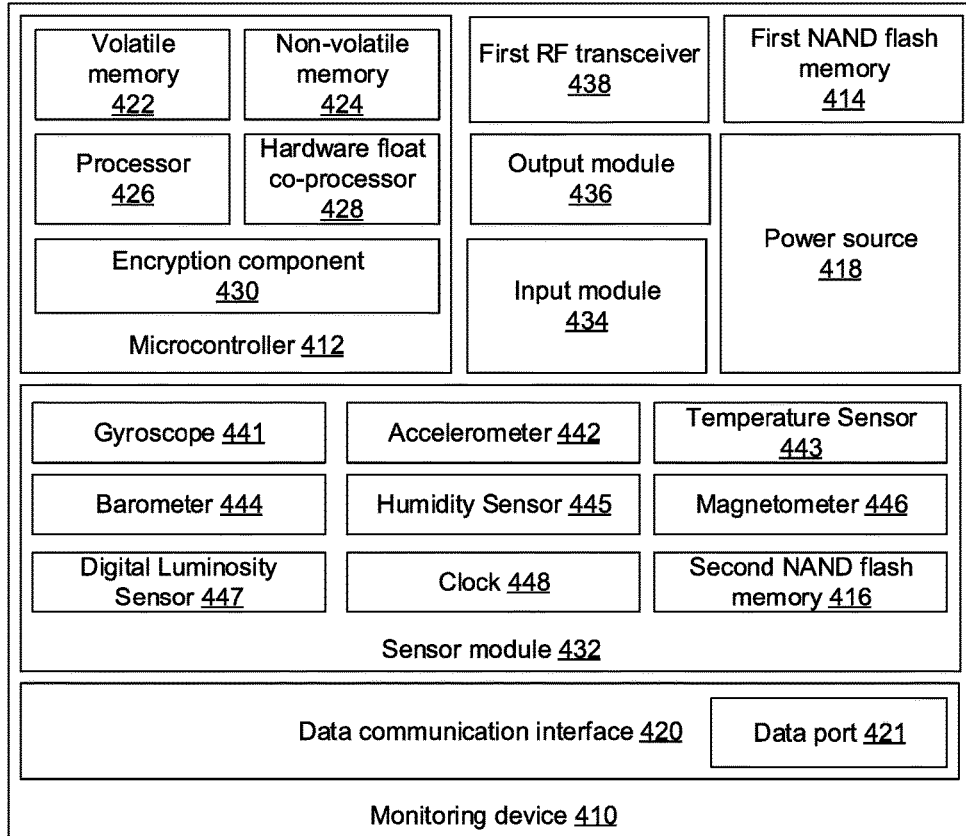 Volatile
memory
422
Non-volatile
memory
424
Processor
426
Hardware float
co-processor
428
Encryption component
430
Microcontroller 412
First RF transceiver
438
Output module
436
Input module
434
First NAND flash
memory
414
Power source
418
Gyroscope 441
Accelerometer 442
Temperature Sensor
443
Barometer 444
Humidity Sensor 445
Magnetometer 446
Digital Luminosity
Sensor 447
Clock 448
Second NAND flash
memory 416
Sensor module 432
Data communication interface 420
Data port 421
Monitoring device 410